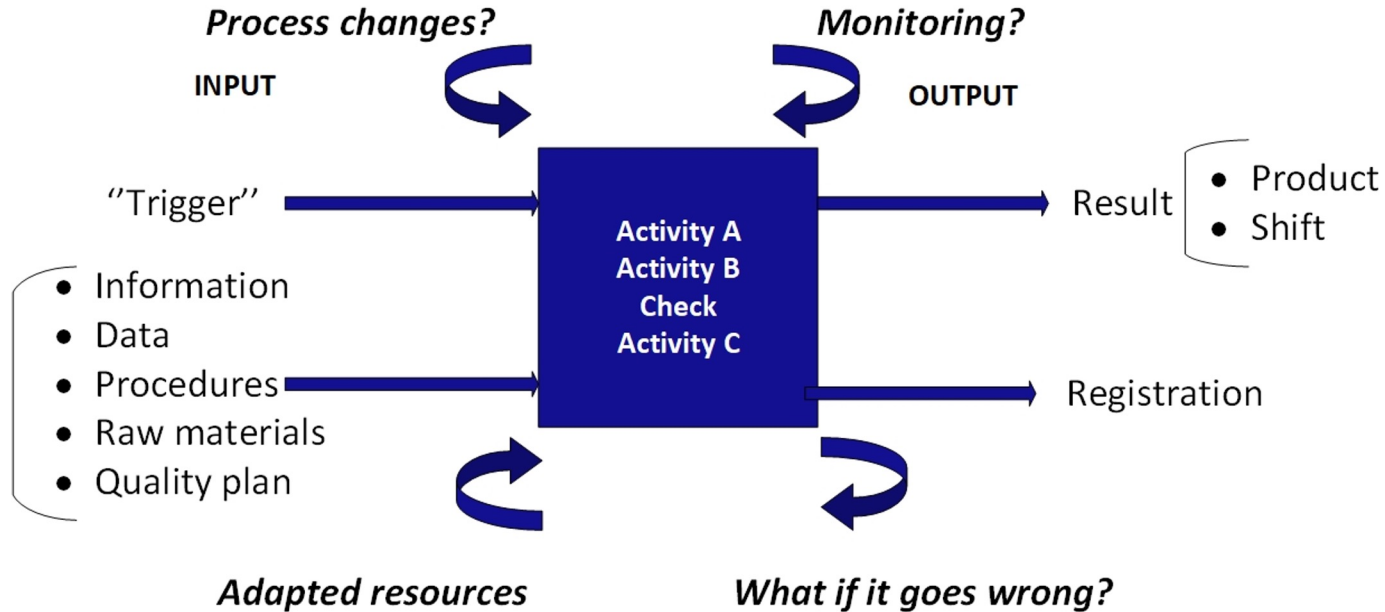 Process changes?
Monitoring?
INPUT
OUTPUT
‘’Trigger’’
• Information
• Data
• Procedures
• Raw materials
• Quality plan
Activity A
Activity B
Check
Activity C
Result
• Product
• Shift
Registration
Adapted resources
What if it goes wrong?